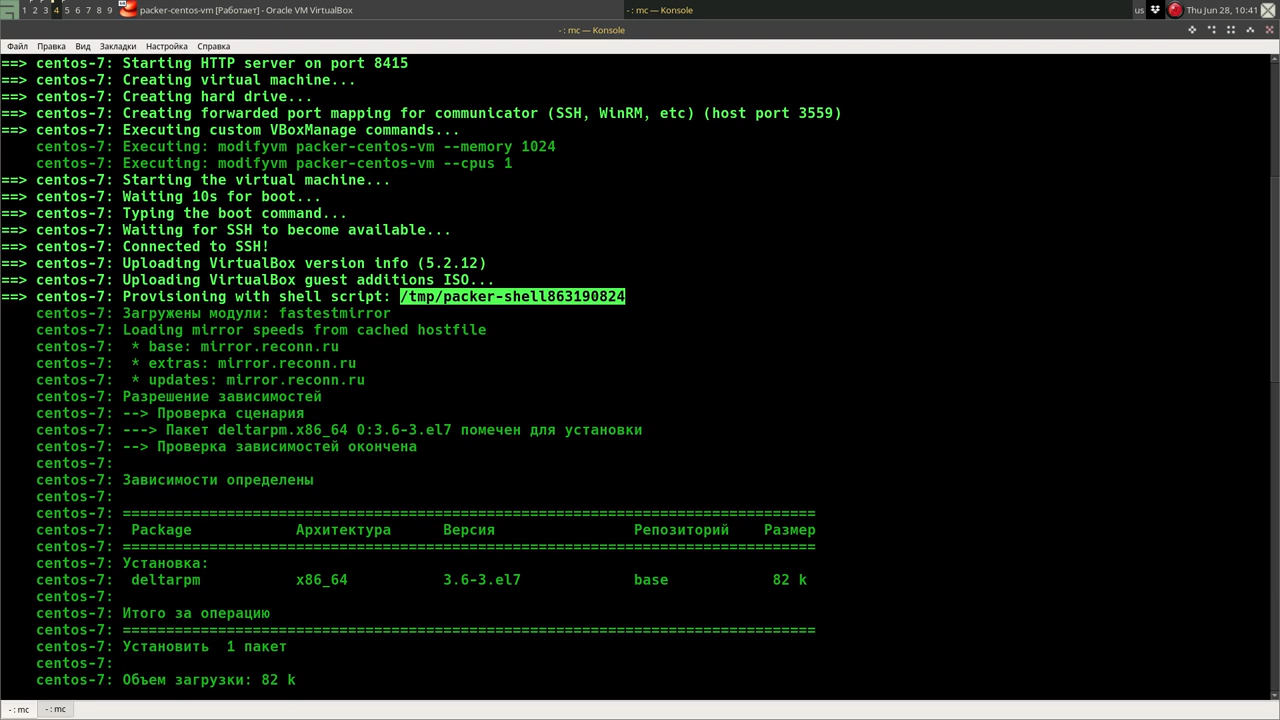 1 2 3 4 5 6 7 8 9 packer-centos-vm [Работает] - Oracle VM VirtualBox - : mc — Konsole us Thu Jun 28, 10:41
- : mc — Konsole
Файл Правка Вид Закладки Настройка Справка
==> centos-7: Starting HTTP server on port 8415
==> centos-7: Creating virtual machine...
==> centos-7: Creating hard drive...
==> centos-7: Creating forwarded port mapping for communicator (SSH, WinRM, etc) (host port 3559)
==> centos-7: Executing custom VBoxManage commands...
centos-7: Executing: modifyvm packer-centos-vm --memory 1024
centos-7: Executing: modifyvm packer-centos-vm --cpus 1
==> centos-7: Starting the virtual machine...
==> centos-7: Waiting 10s for boot...
==> centos-7: Typing the boot command...
==> centos-7: Waiting for SSH to become available...
==> centos-7: Connected to SSH!
==> centos-7: Uploading VirtualBox version info (5.2.12)
==> centos-7: Uploading VirtualBox guest additions ISO...
==> centos-7: Provisioning with shell script: /tmp/packer-shell863190824
centos-7: Загружены модули: fastestmirror
centos-7: Loading mirror speeds from cached hostfile
centos-7:  * base: mirror.reconn.ru
centos-7:  * extras: mirror.reconn.ru
centos-7:  * updates: mirror.reconn.ru
centos-7: Разрешение зависимостей
centos-7: --> Проверка сценария
centos-7: ---> Пакет deltarpm.x86_64 0:3.6-3.el7 помечен для установки
centos-7: --> Проверка зависимостей окончена
centos-7:
centos-7: Зависимости определены
centos-7:
centos-7: ================================================================================
centos-7:  Package Архитектура Версия Репозиторий Размер
centos-7: ================================================================================
centos-7: Установка:
centos-7:  deltarpm x86_64 3.6-3.el7 base 82 k
centos-7:
centos-7: Итого за операцию
centos-7: ================================================================================
centos-7: Установить  1 пакет
centos-7:
centos-7: Объем загрузки: 82 k
- : mc - : mc